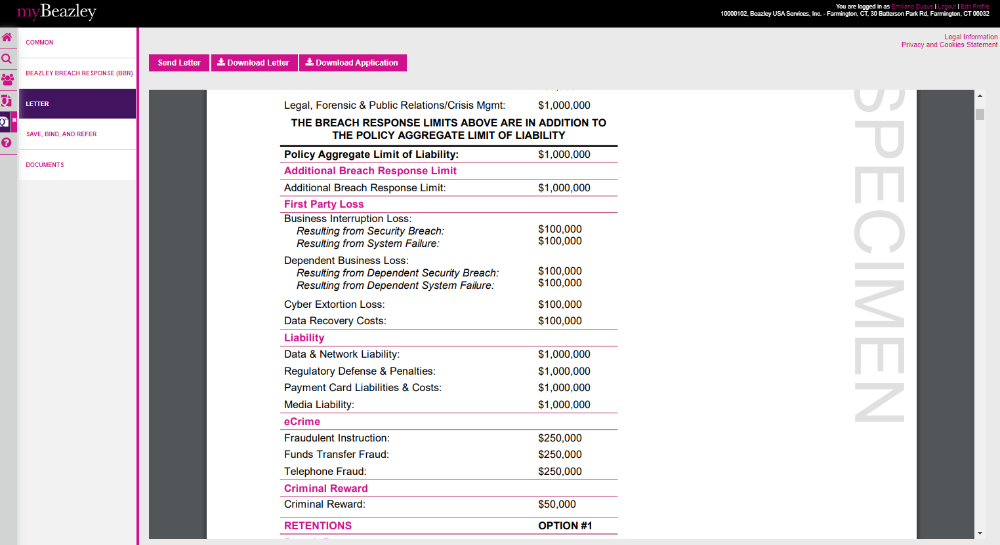 myBeazley
You are logged in as Emiliano Duque | Logout | Edit Profile
10000102, Beazley USA Services, Inc. - Farmington, CT, 30 Batterson Park Rd, Farmington, CT 06032
Legal Information
Privacy and Cookies Statement
COMMON
BEAZLEY BREACH RESPONSE (BBR)
LETTER
SAVE, BIND, AND REFER
DOCUMENTS
Send Letter
Download Letter
Download Application
Legal, Forensic & Public Relations/Crisis Mgmt: $1,000,000
THE BREACH RESPONSE LIMITS ABOVE ARE IN ADDITION TO
THE POLICY AGGREGATE LIMIT OF LIABILITY
Policy Aggregate Limit of Liability: $1,000,000
Additional Breach Response Limit
Additional Breach Response Limit: $1,000,000
First Party Loss
Business Interruption Loss:
Resulting from Security Breach: $100,000
Resulting from System Failure: $100,000
Dependent Business Loss:
Resulting from Dependent Security Breach: $100,000
Resulting from Dependent System Failure: $100,000
Cyber Extortion Loss: $100,000
Data Recovery Costs: $100,000
Liability
Data & Network Liability: $1,000,000
Regulatory Defense & Penalties: $1,000,000
Payment Card Liabilities & Costs: $1,000,000
Media Liability: $1,000,000
eCrime
Fraudulent Instruction: $250,000
Funds Transfer Fraud: $250,000
Telephone Fraud: $250,000
Criminal Reward
Criminal Reward: $50,000
RETENTIONS OPTION #1
SPECIMEN